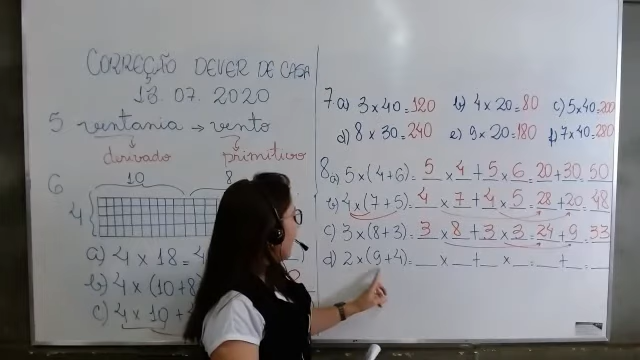 CORREÇÃO DEVER DE CASA
13.07.2020
5 ventania → vento
derivado primitivo
6
10 8
4
a) 4 x 18 = 4
b) 4 x (10+8
c) 4 x 10 +
7 a) 3 x 40 = 120 b) 4 x 20 = 80 c) 5 x 40 = 200
d) 8 x 30 = 240 e) 9 x 20 = 180 f) 7 x 40 = 280
8 a) 5 x (4+6) = 5 x 4 + 5 x 6 = 20 + 30 = 50
b) 4 x (7+5) = 4 x 7 + 4 x 5 = 28 + 20 = 48
c) 3 x (8+3) = 3 x 8 + 3 x 3 = 24 + 9 = 33
d) 2 x (9+4) = __ x __ + __ x __ = __ + __ = __